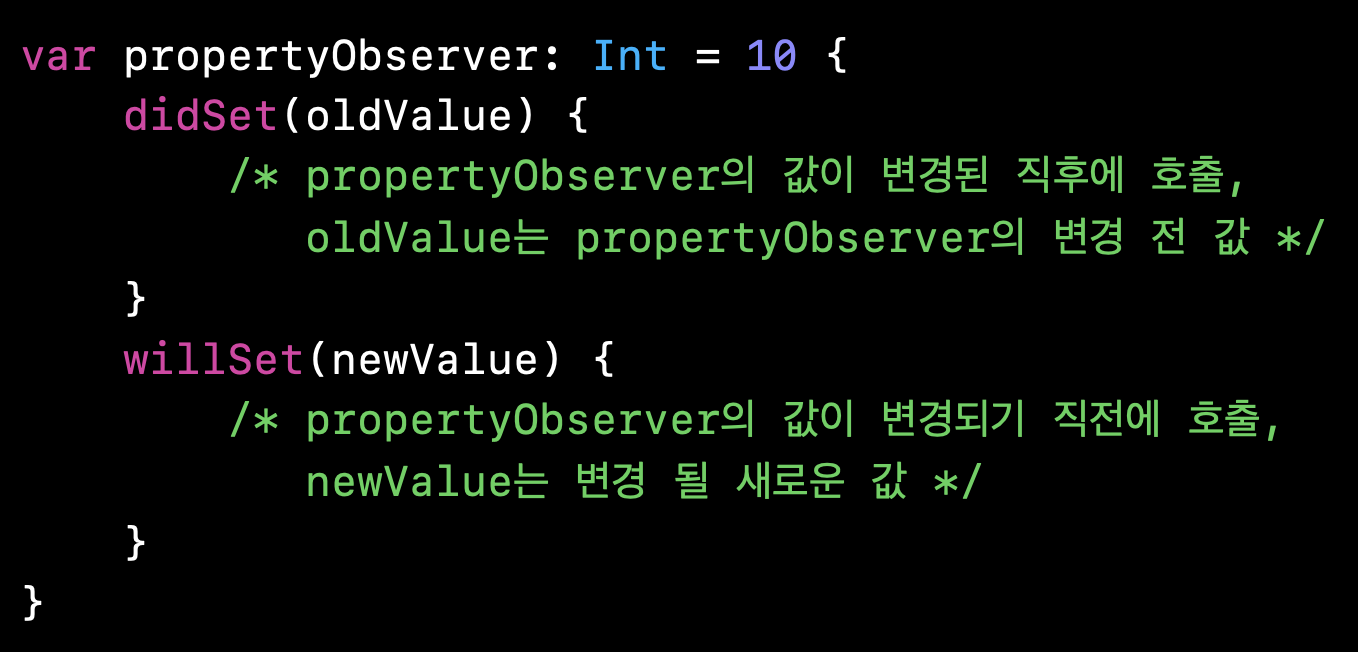 var propertyObserver: Int = 10 {
    didSet(oldValue) {
        /* propertyObserver의 값이 변경된 직후에 호출,
           oldValue는 propertyObserver의 변경 전 값 */
    }
    willSet(newValue) {
        /* propertyObserver의 값이 변경되기 직전에 호출,
           newValue는 변경 될 새로운 값 */
    }
}